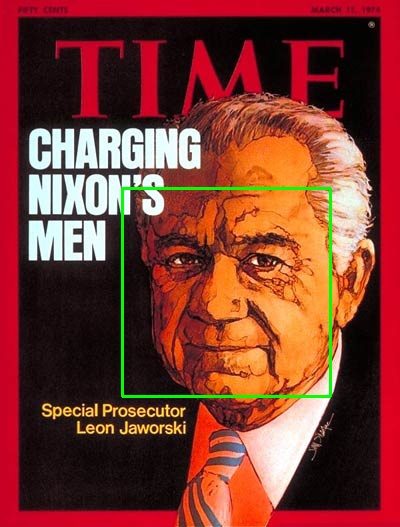 FIFTY CENTS MARCH 11, 1974
TIME
®
CHARGING
NIXON'S
MEN
Special Prosecutor
Leon Jaworski